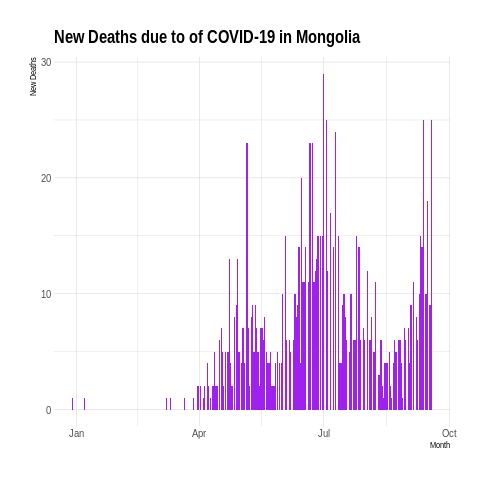 New Deaths due to of COVID-19 in Mongolia
New Deaths
30
20
10
0
Jan
Apr
Jul
Oct
Month